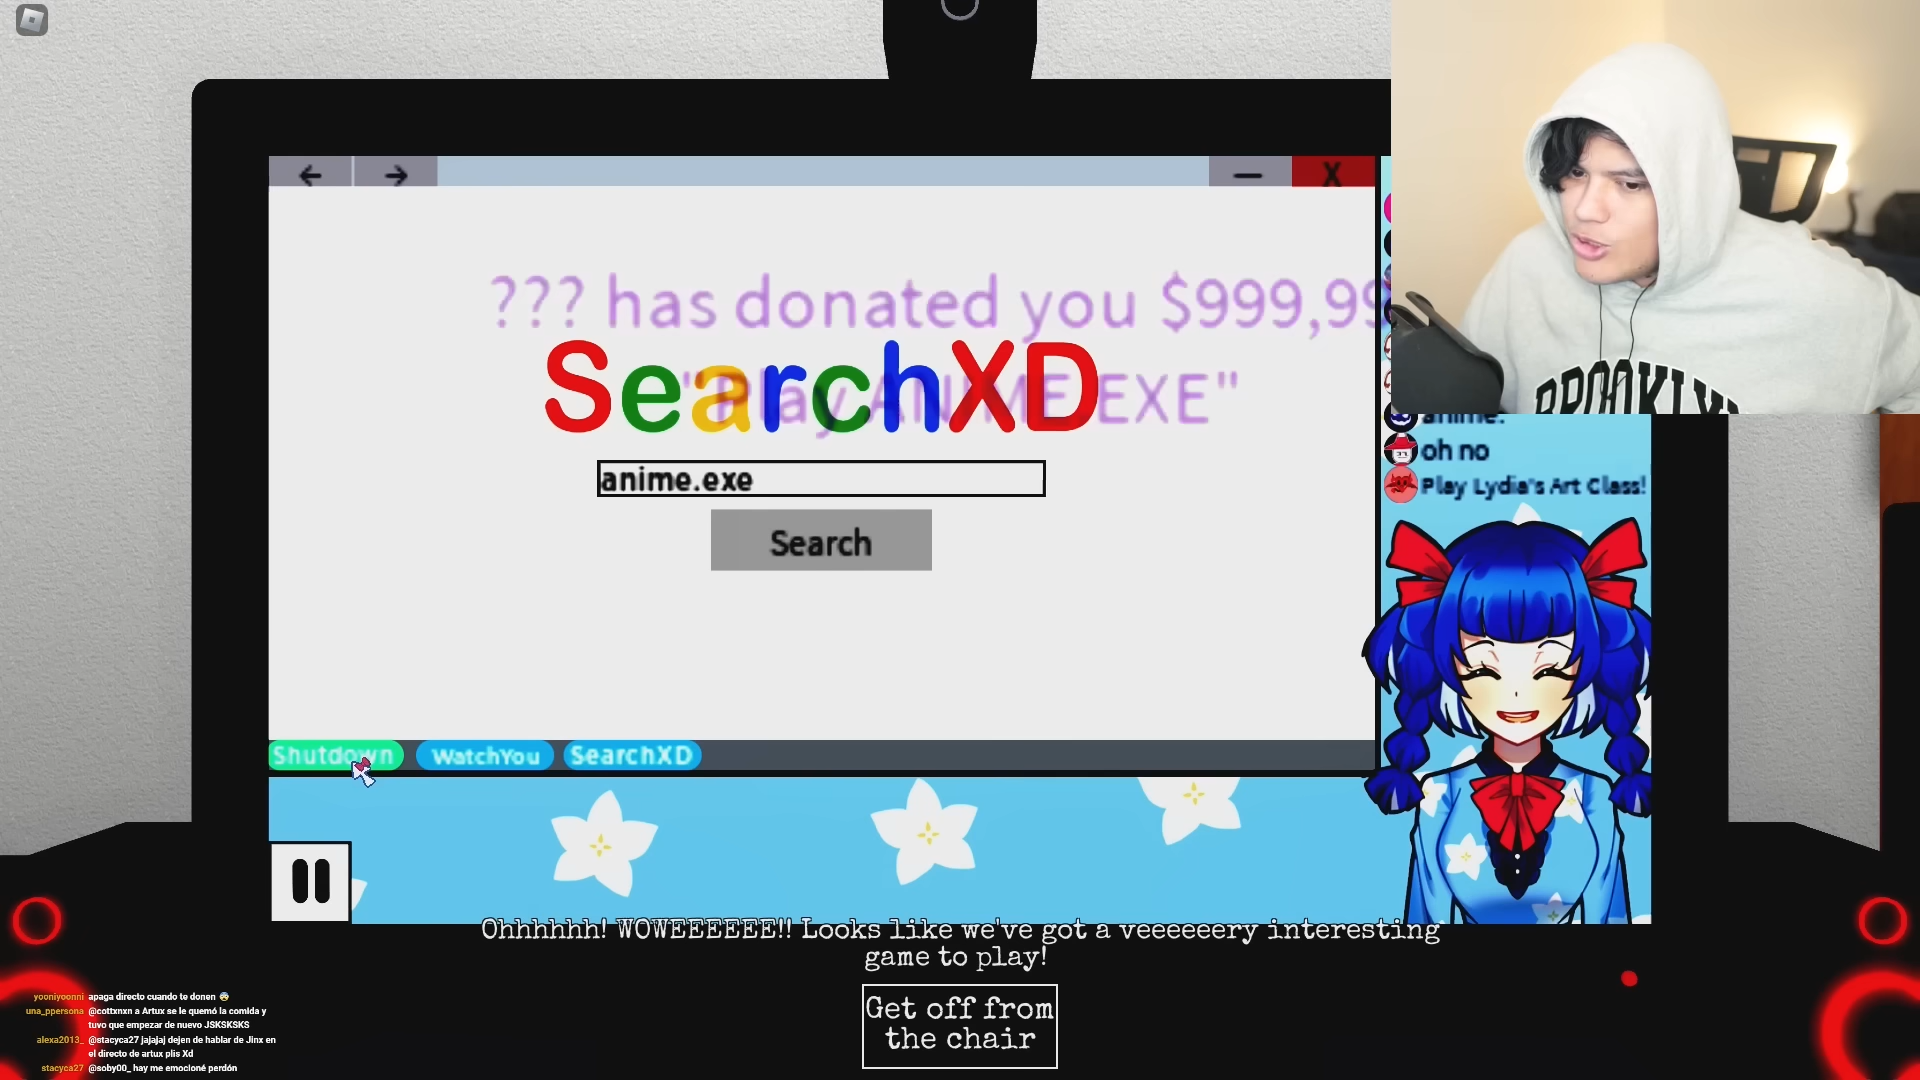 X
??? has donated you $999,99
SearchXD
"Play ANIME.EXE"
anime.exe
Search
BROOKLY
anime.
oh no
Play Lydia's Art Class!
Shutdown
WatchYou
SearchXD
Ohhhhhh! WOWEEEEEE!! Looks like we've got a veeeeeery interesting
game to play!
Get off from
the chair
yooniyoonni apaga directo cuando te donen
una_ppersona @cottxnxn a Artux se le quemó la comida y
tuvo que empezar de nuevo JSKSKSKS
alexa2013_ @stacyca27 jajajaj dejen de hablar de Jinx en
el directo de artux plis Xd
stacyca27 @soby00_ hay me emocioné perdón